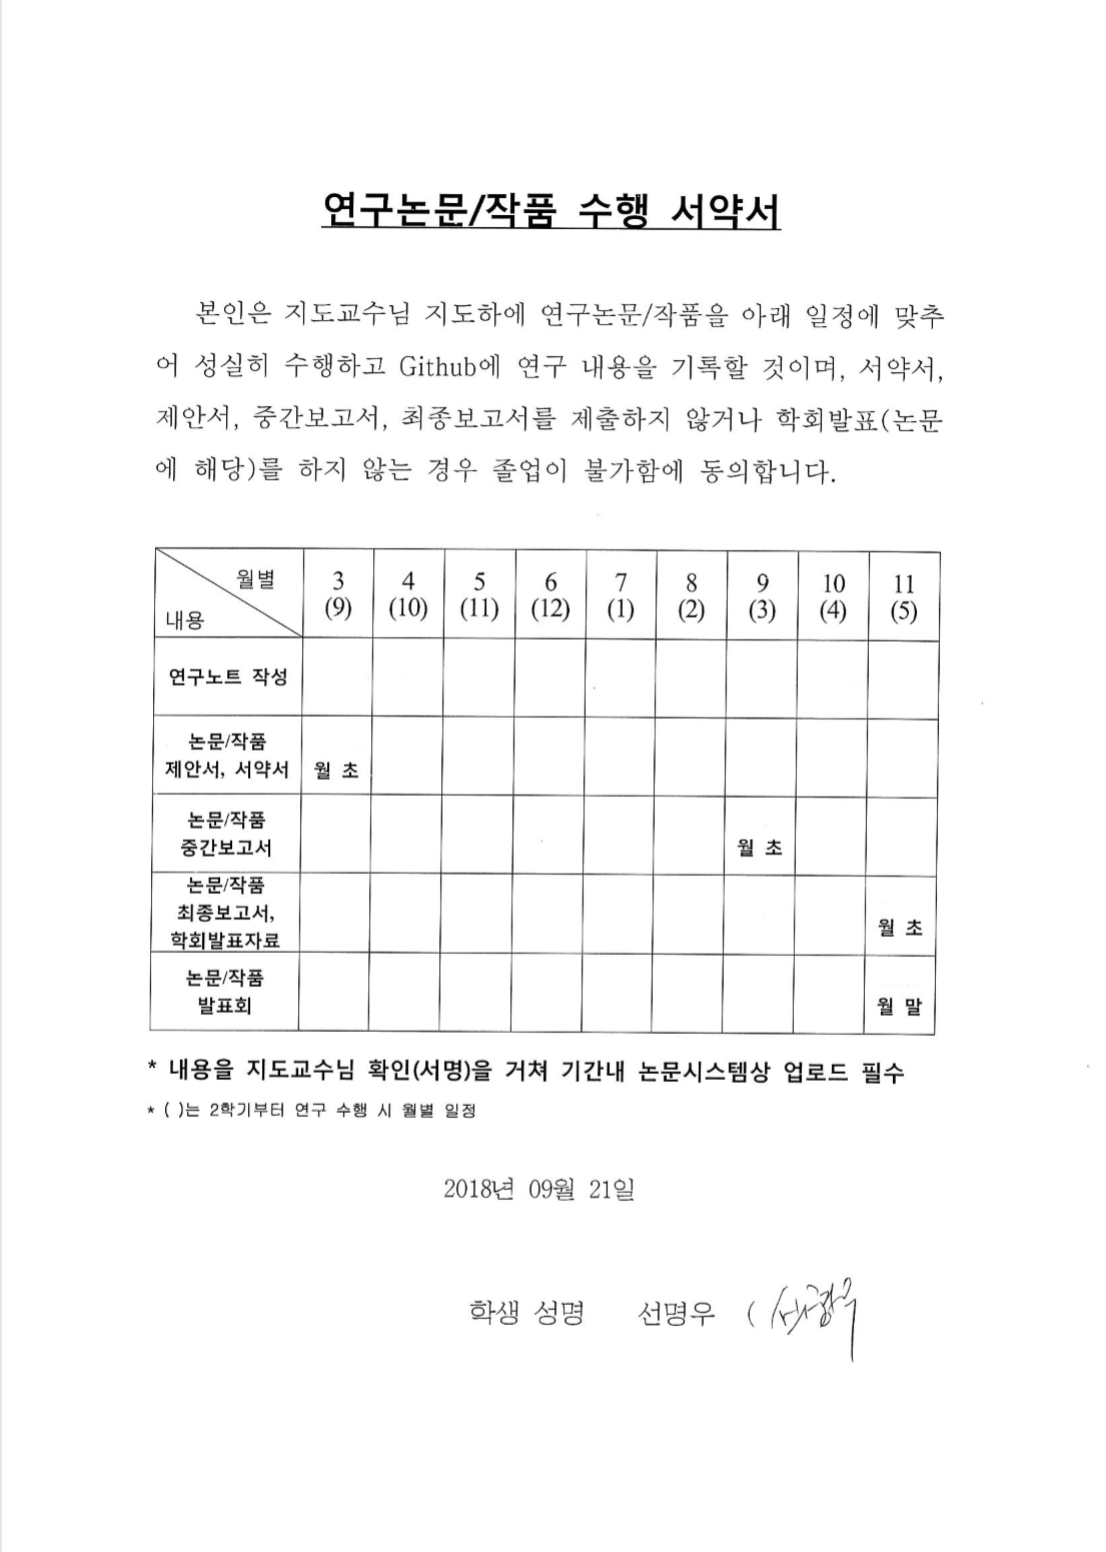 연구논문/작품 수행 서약서
본인은 지도교수님 지도하에 연구논문/작품을 아래 일정에 맞추
어 성실히 수행하고 Github에 연구 내용을 기록할 것이며, 서약서,
제안서, 중간보고서, 최종보고서를 제출하지 않거나 학회발표(논문
에 해당)를 하지 않는 경우 졸업이 불가함에 동의합니다.
월별 3 4 5 6 7 8 9 10 11
내용 (9) (10) (11) (12) (1) (2) (3) (4) (5)
연구노트 작성
논문/작품
제안서, 서약서 월 초
논문/작품
중간보고서 월 초
논문/작품
최종보고서,
학회발표자료 월 초
논문/작품
발표회 월 말
* 내용을 지도교수님 확인(서명)을 거쳐 기간내 논문시스템상 업로드 필수
* ( )는 2학기부터 연구 수행 시 월별 일정
2018년 09월 21일
학생 성명 선명우 (